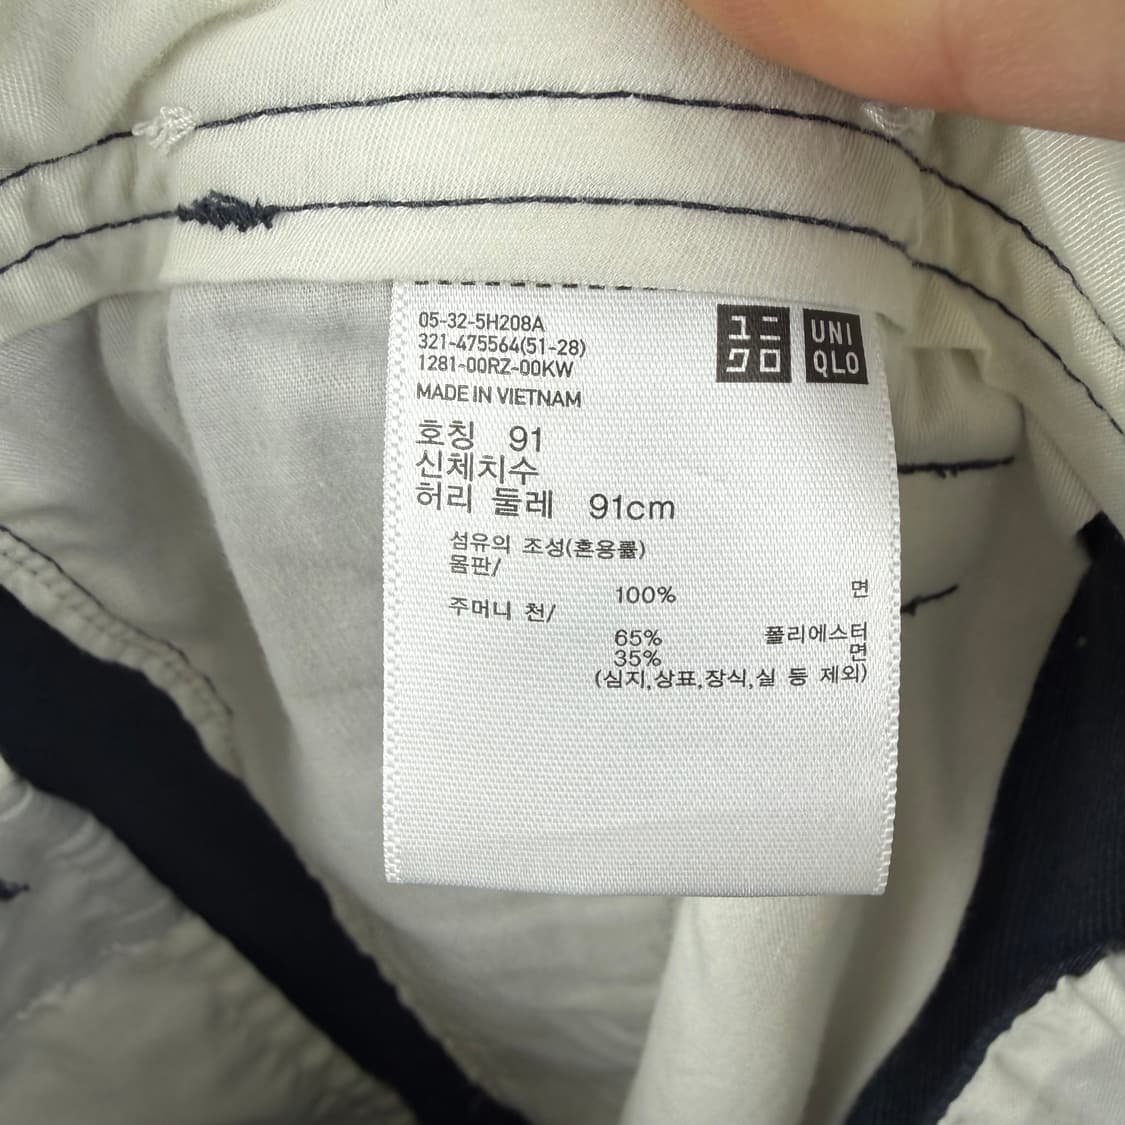 05-32-5H208A
321-475564(51-28)
1281-00RZ-00KW
MADE IN VIETNAM
ユニ
クロ
UNI
QLO
호칭 91
신체치수
허리 둘레 91cm
섬유의 조성(혼용률)
몸판/
100% 면
주머니 천/
65% 폴리에스터
35% 면
(심지,상표,장식,실 등 제외)